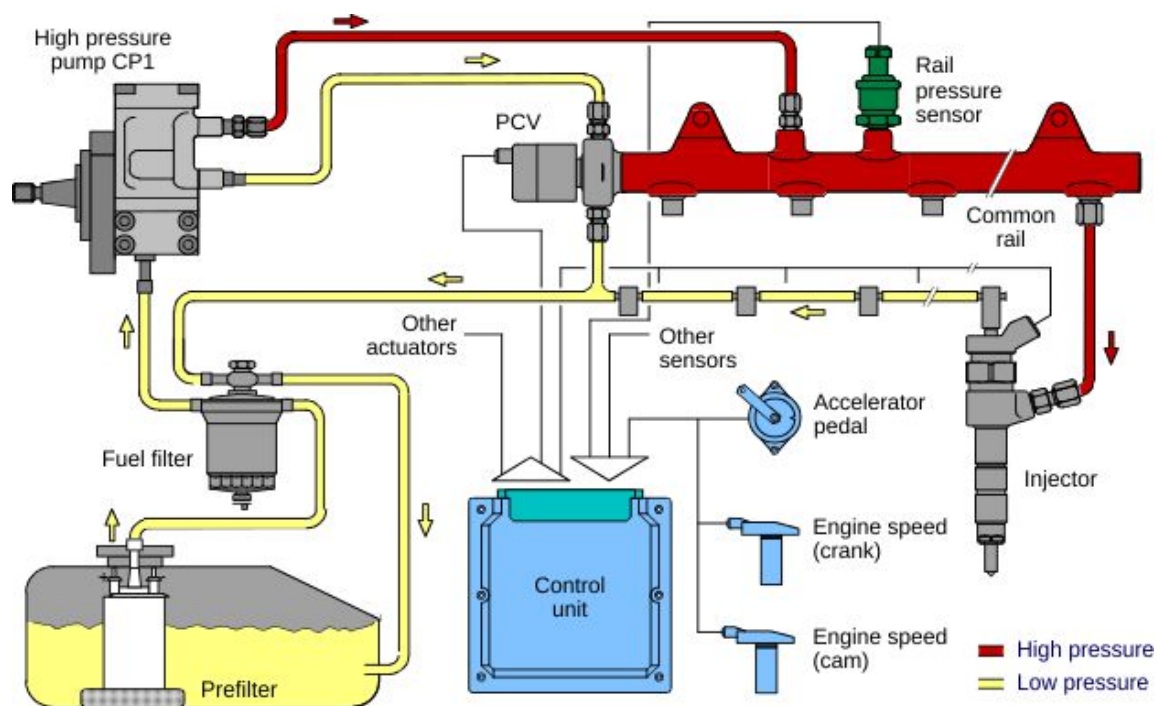 High pressure
pump CP1
PCV
Rail
pressure
sensor
Common
rail
Other
actuators
Other
sensors
Accelerator
pedal
Fuel filter
Injector
Engine speed
(crank)
Control
unit
Engine speed
(cam)
Prefilter
High pressure
Low pressure